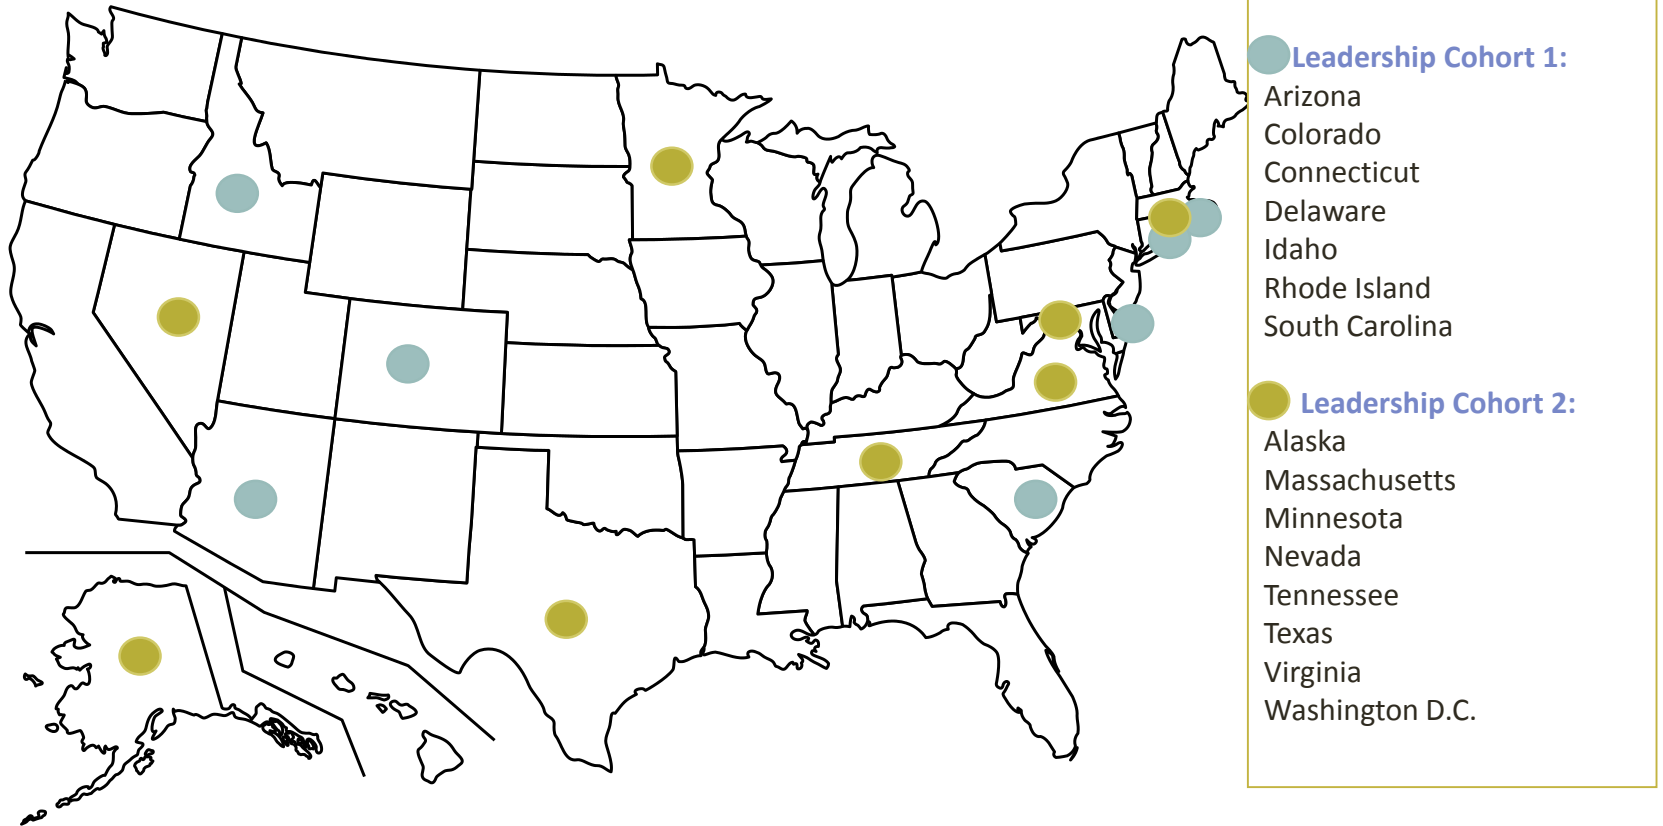 Leadership Cohort 1:
Arizona
Colorado
Connecticut
Delaware
Idaho
Rhode Island
South Carolina
Leadership Cohort 2:
Alaska
Massachusetts
Minnesota
Nevada
Tennessee
Texas
Virginia
Washington D.C.